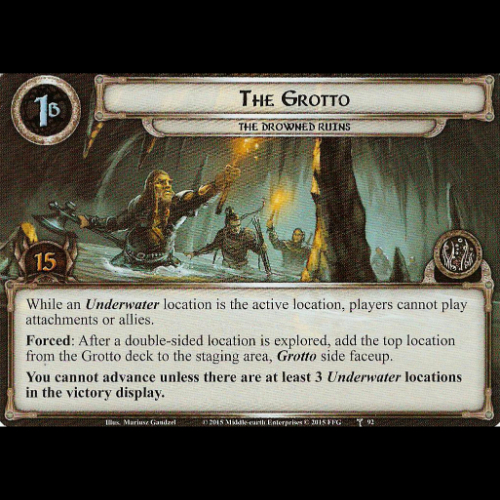 1B
The Grotto
The Drowned Ruins
15
While an Underwater location is the active location, players cannot play
attachments or allies.
Forced: After a double-sided location is explored, add the top location
from the Grotto deck to the staging area, Grotto side faceup.
You cannot advance unless there are at least 3 Underwater locations
in the victory display.
Illus. Mariusz Gandzel © 2015 Middle-earth Enterprises © 2015 FFG 92